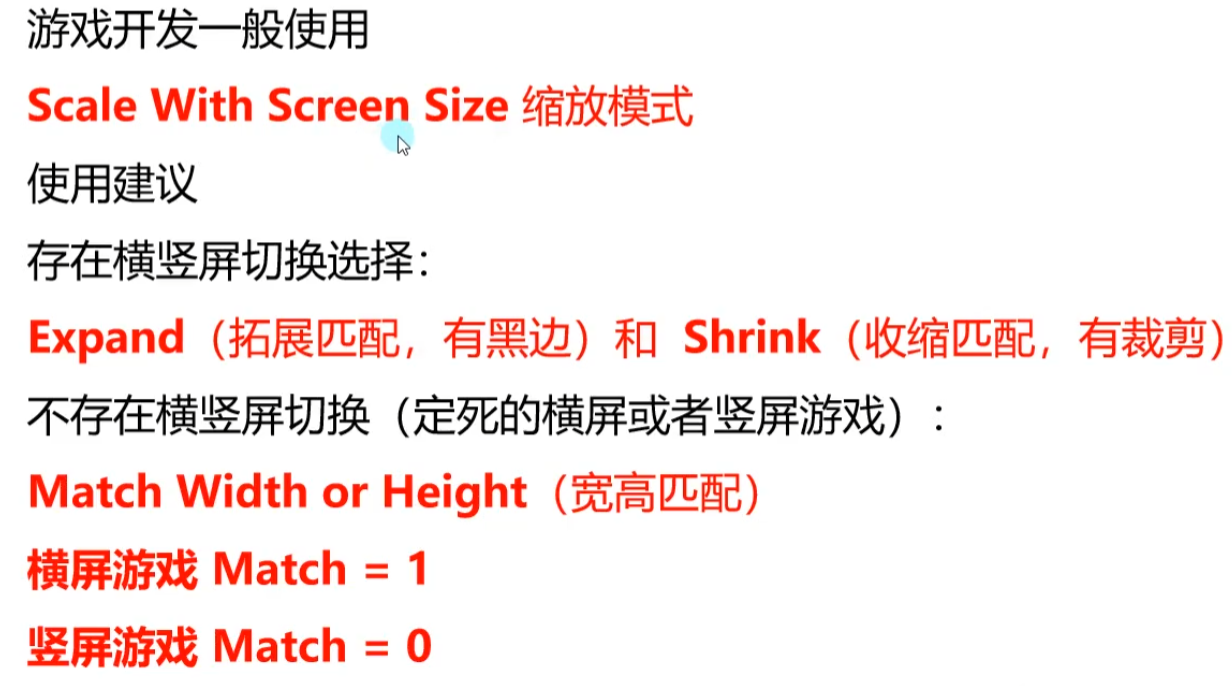 游戏开发一般使用
Scale With Screen Size 缩放模式
使用建议
存在横竖屏切换选择：
Expand（拓展匹配，有黑边）和 Shrink（收缩匹配，有裁剪）
不存在横竖屏切换（定死的横屏或者竖屏游戏）：
Match Width or Height（宽高匹配）
横屏游戏 Match = 1
竖屏游戏 Match = 0